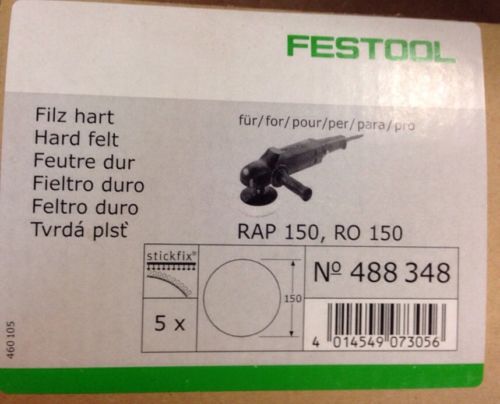 FESTOOL
Filz hart
Hard felt
Feutre dur
Fieltro duro
Feltro duro
Tvrdá plsť
für/for/pour/per/para/pro
RAP 150, RO 150
stickfix®
5 x
150
Nº 488 348
4 014549 073056
460 105